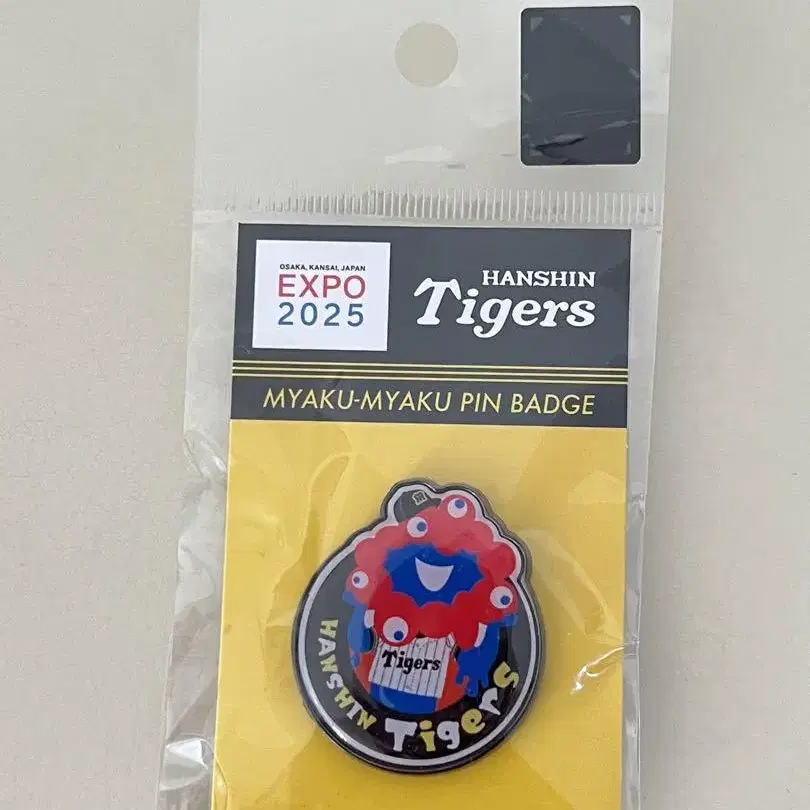 OSAKA, KANSAI, JAPAN
EXPO
2025
HANSHIN
Tigers
MYAKU-MYAKU PIN BADGE
Tigers
HANSHIN Tigers